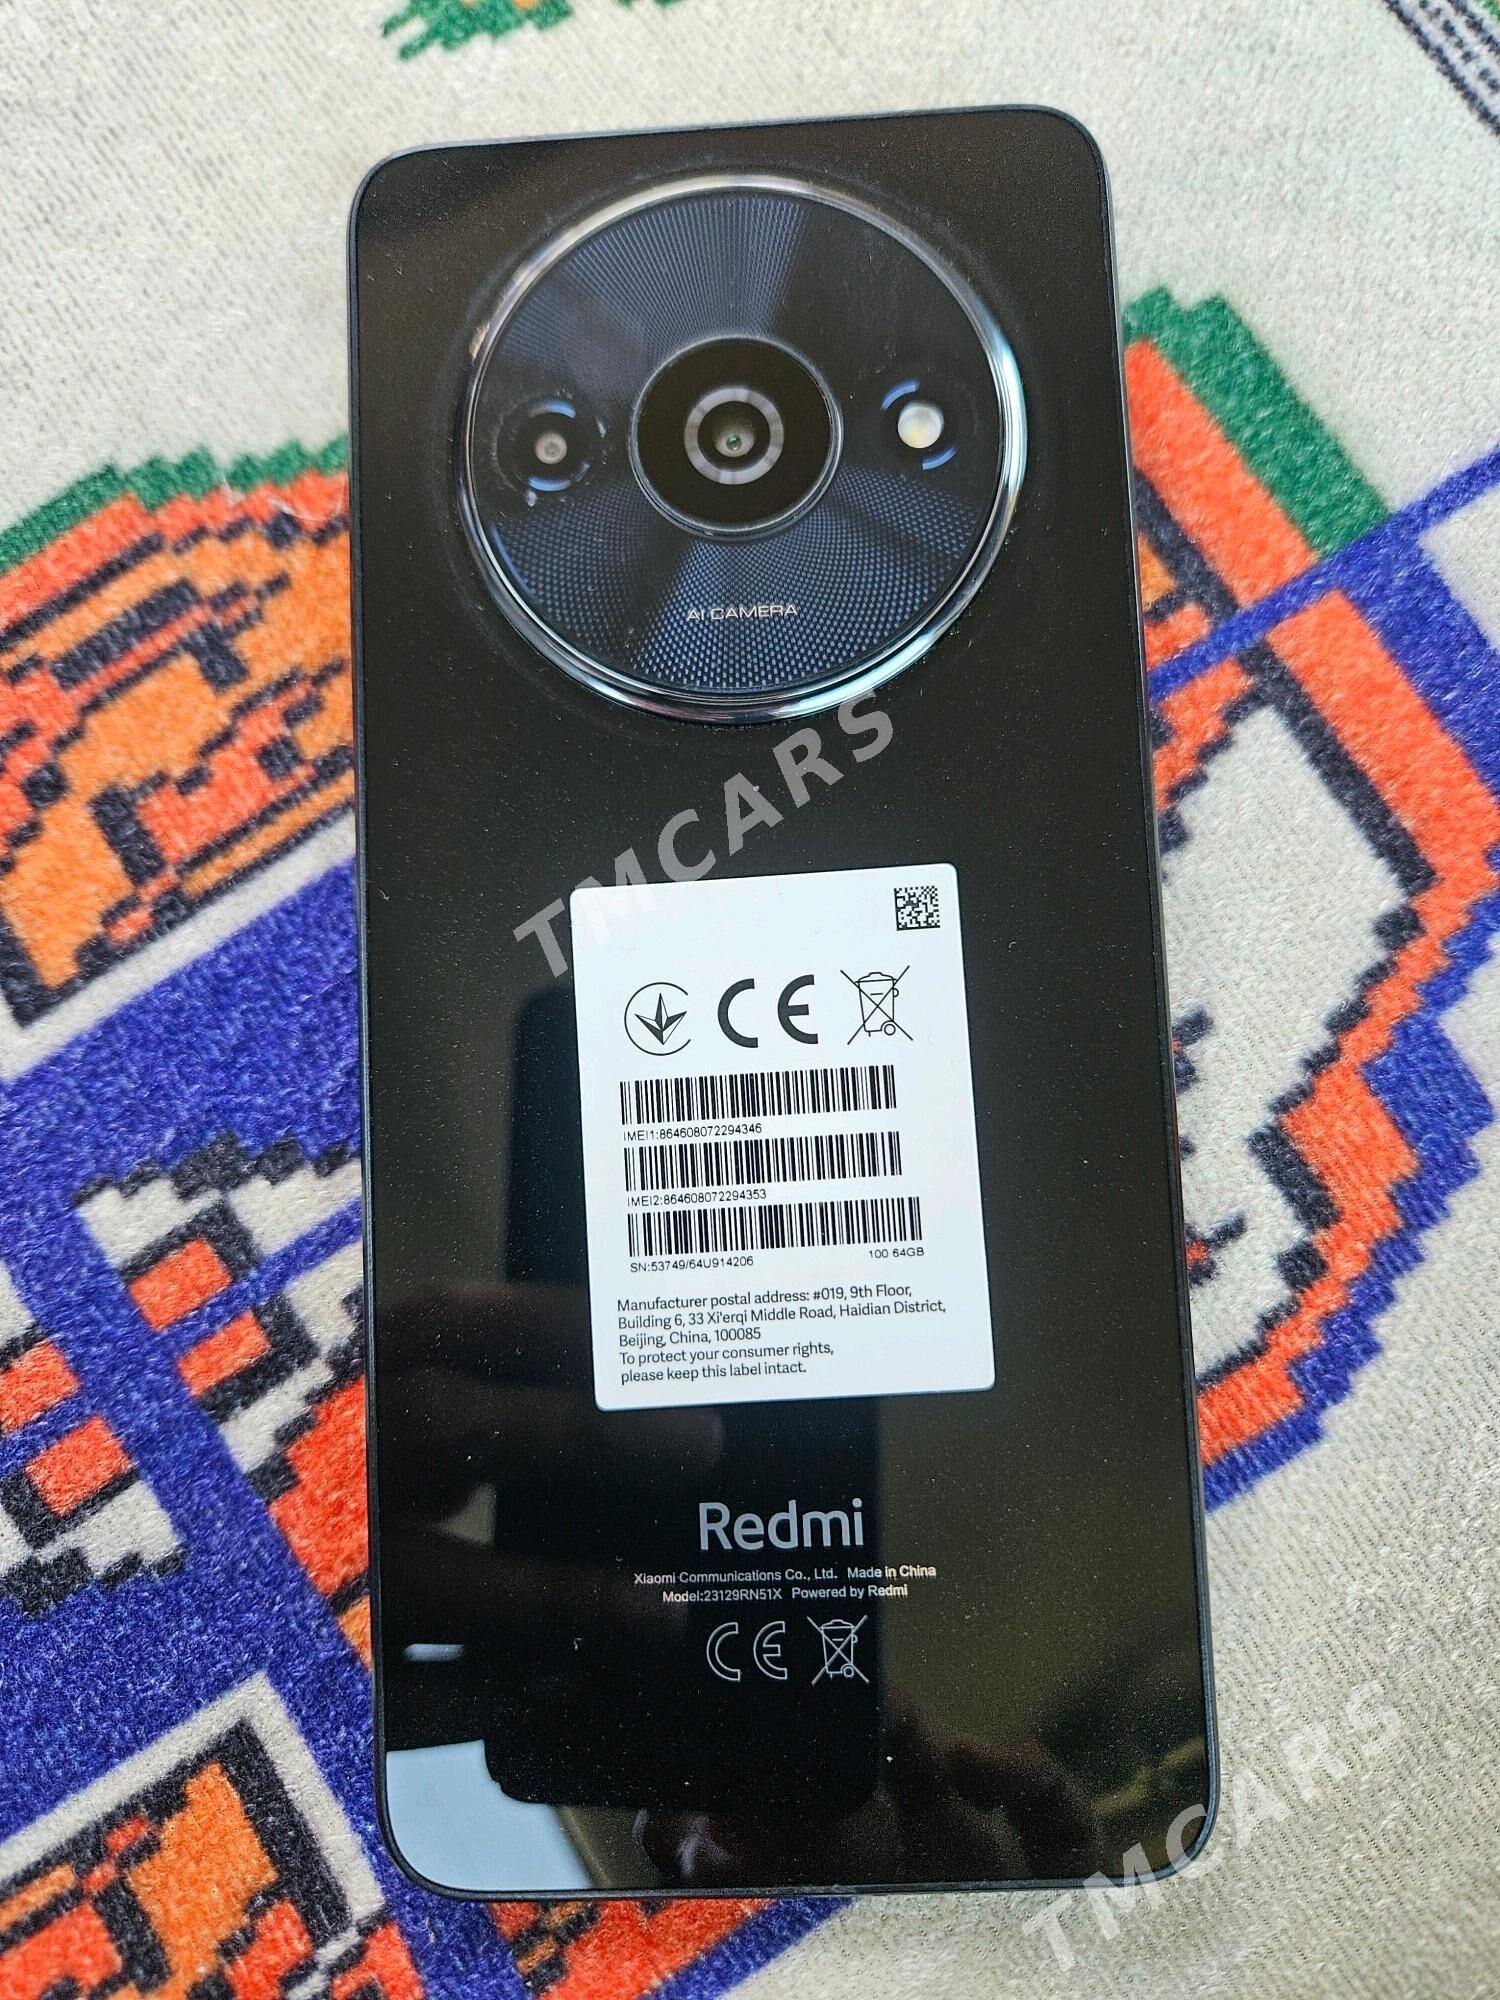 AI CAMERA
TMCARS
CE
IMEI1:864608072294346
IMEI2:864608072294353
SN:53749/64U914206 100 64GB
Manufacturer postal address: #019, 9th Floor,
Building 6, 33 Xi'erqi Middle Road, Haidian District,
Beijing, China, 100085
To protect your consumer rights,
please keep this label intact.
Redmi
Xiaomi Communications Co., Ltd. Made in China
Model:23129RN51X Powered by Redmi
CE
TMCARS